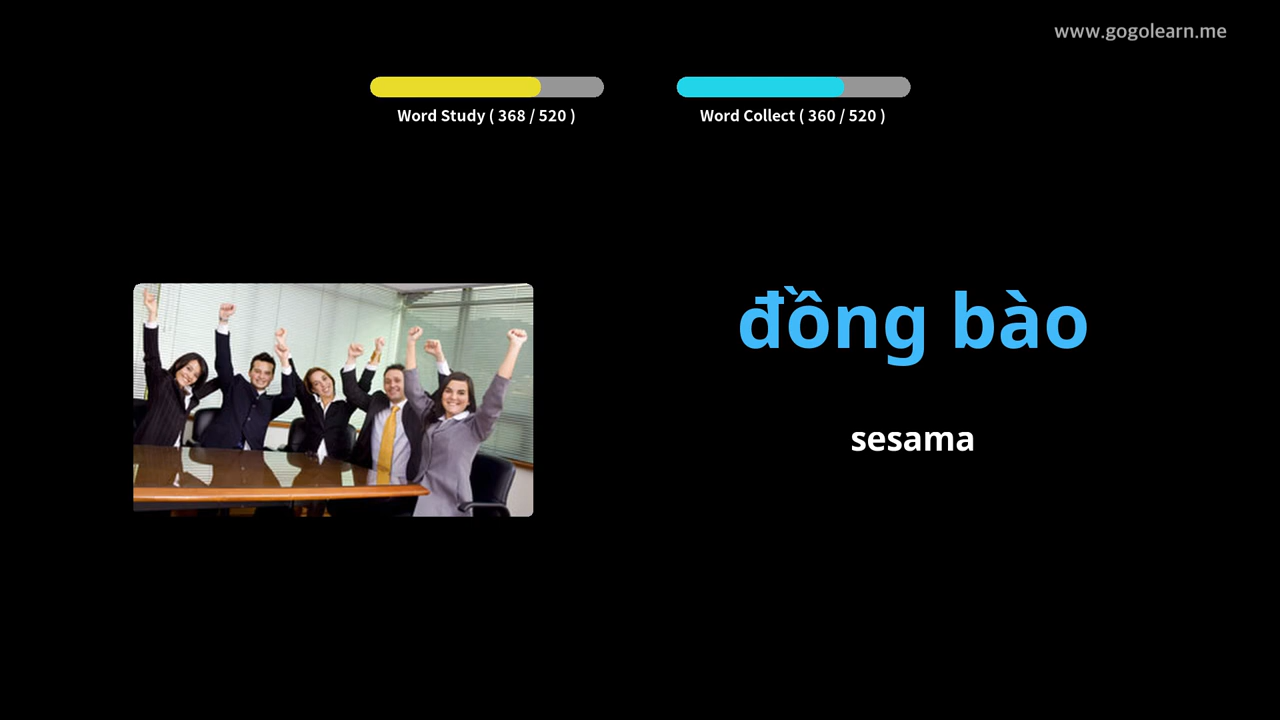 www.gogolearn.me
Word Study ( 368 / 520 )
Word Collect ( 360 / 520 )
đồng bào
sesama